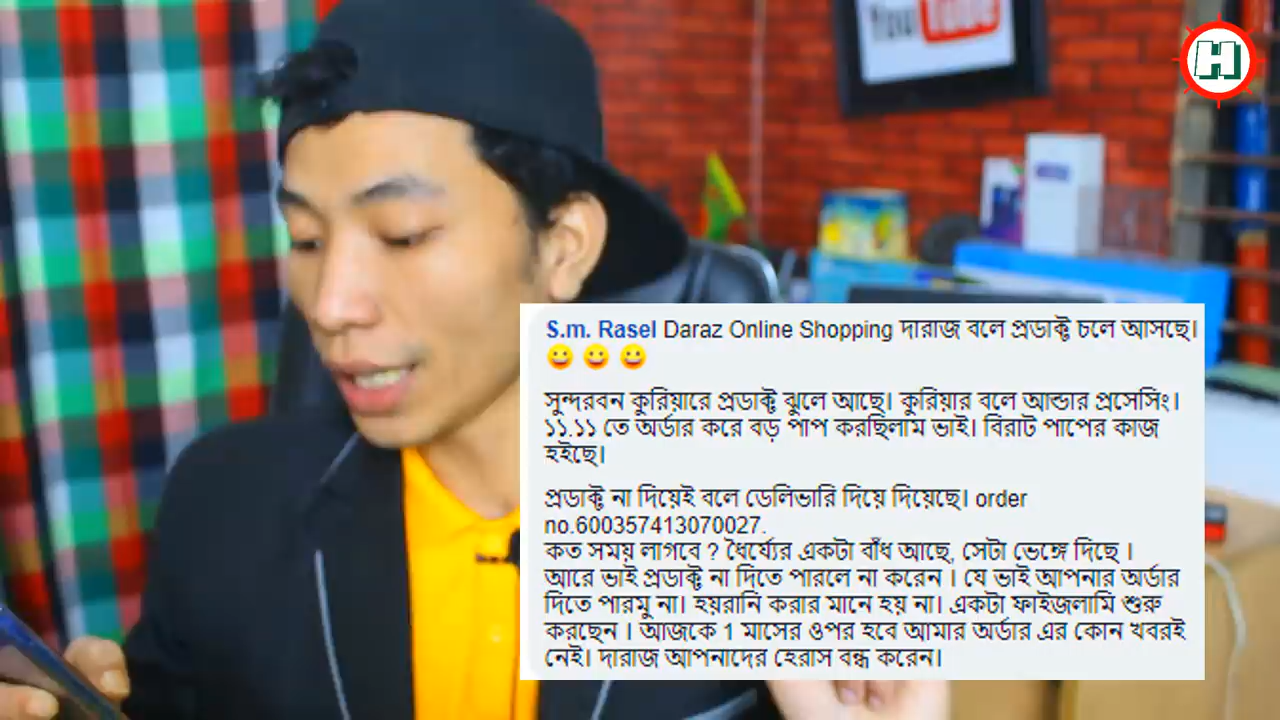 YouTube
H
S.m. Rasel Daraz Online Shopping দারাজ বলে প্রডাক্ট চলে আসছে।
সুন্দরবন কুরিয়ারে প্রডাক্ট ঝুলে আছে। কুরিয়ার বলে আন্ডার প্রসেসিং।
১১.১১ তে অর্ডার করে বড় পাপ করছিলাম ভাই। বিরাট পাপের কাজ
হইছে।
প্রডাক্ট না দিয়েই বলে ডেলিভারি দিয়ে দিয়েছে। order
no.600357413070027.
কত সময় লাগবে ? ধৈর্য্যের একটা বাঁধ আছে, সেটা ভেঙ্গে দিছে ।
আরে ভাই প্রডাক্ট না দিতে পারলে না করেন । যে ভাই আপনার অর্ডার
দিতে পারমু না। হয়রানি করার মানে হয় না। একটা ফাইজলামি শুরু
করছেন । আজকে 1 মাসের ওপর হবে আমার অর্ডার এর কোন খবরই
নেই। দারাজ আপনাদের হেরাস বন্ধ করেন।